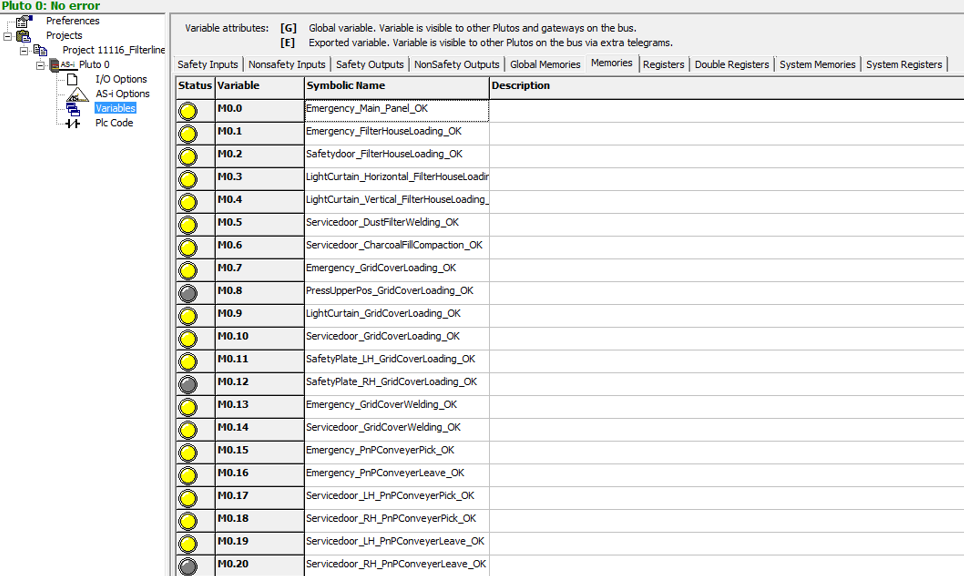 Pluto 0: No error
Preferences
Projects
Project 11116_Filterline
AS-i Pluto 0
I/O Options
AS-i Options
Variables
Plc Code
Variable attributes: [G] Global variable. Variable is visible to other Plutos and gateways on the bus.
[E] Exported variable. Variable is visible to other Plutos on the bus via extra telegrams.
Safety Inputs Nonsafety Inputs Safety Outputs NonSafety Outputs Global Memories Memories Registers Double Registers System Memories System Registers
Status Variable Symbolic Name Description
M0.0 Emergency_Main_Panel_OK
M0.1 Emergency_FilterHouseLoading_OK
M0.2 Safetydoor_FilterHouseLoading_OK
M0.3 LightCurtain_Horizontal_FilterHouseLoadin
M0.4 LightCurtain_Vertical_FilterHouseLoading_
M0.5 Servicedoor_DustFilterWelding_OK
M0.6 Servicedoor_CharcoalFillCompaction_OK
M0.7 Emergency_GridCoverLoading_OK
M0.8 PressUpperPos_GridCoverLoading_OK
M0.9 LightCurtain_GridCoverLoading_OK
M0.10 Servicedoor_GridCoverLoading_OK
M0.11 SafetyPlate_LH_GridCoverLoading_OK
M0.12 SafetyPlate_RH_GridCoverLoading_OK
M0.13 Emergency_GridCoverWelding_OK
M0.14 Servicedoor_GridCoverWelding_OK
M0.15 Emergency_PnPConveyerPick_OK
M0.16 Emergency_PnPConveyerLeave_OK
M0.17 Servicedoor_LH_PnPConveyerPick_OK
M0.18 Servicedoor_RH_PnPConveyerPick_OK
M0.19 Servicedoor_LH_PnPConveyerLeave_OK
M0.20 Servicedoor_RH_PnPConveyerLeave_OK